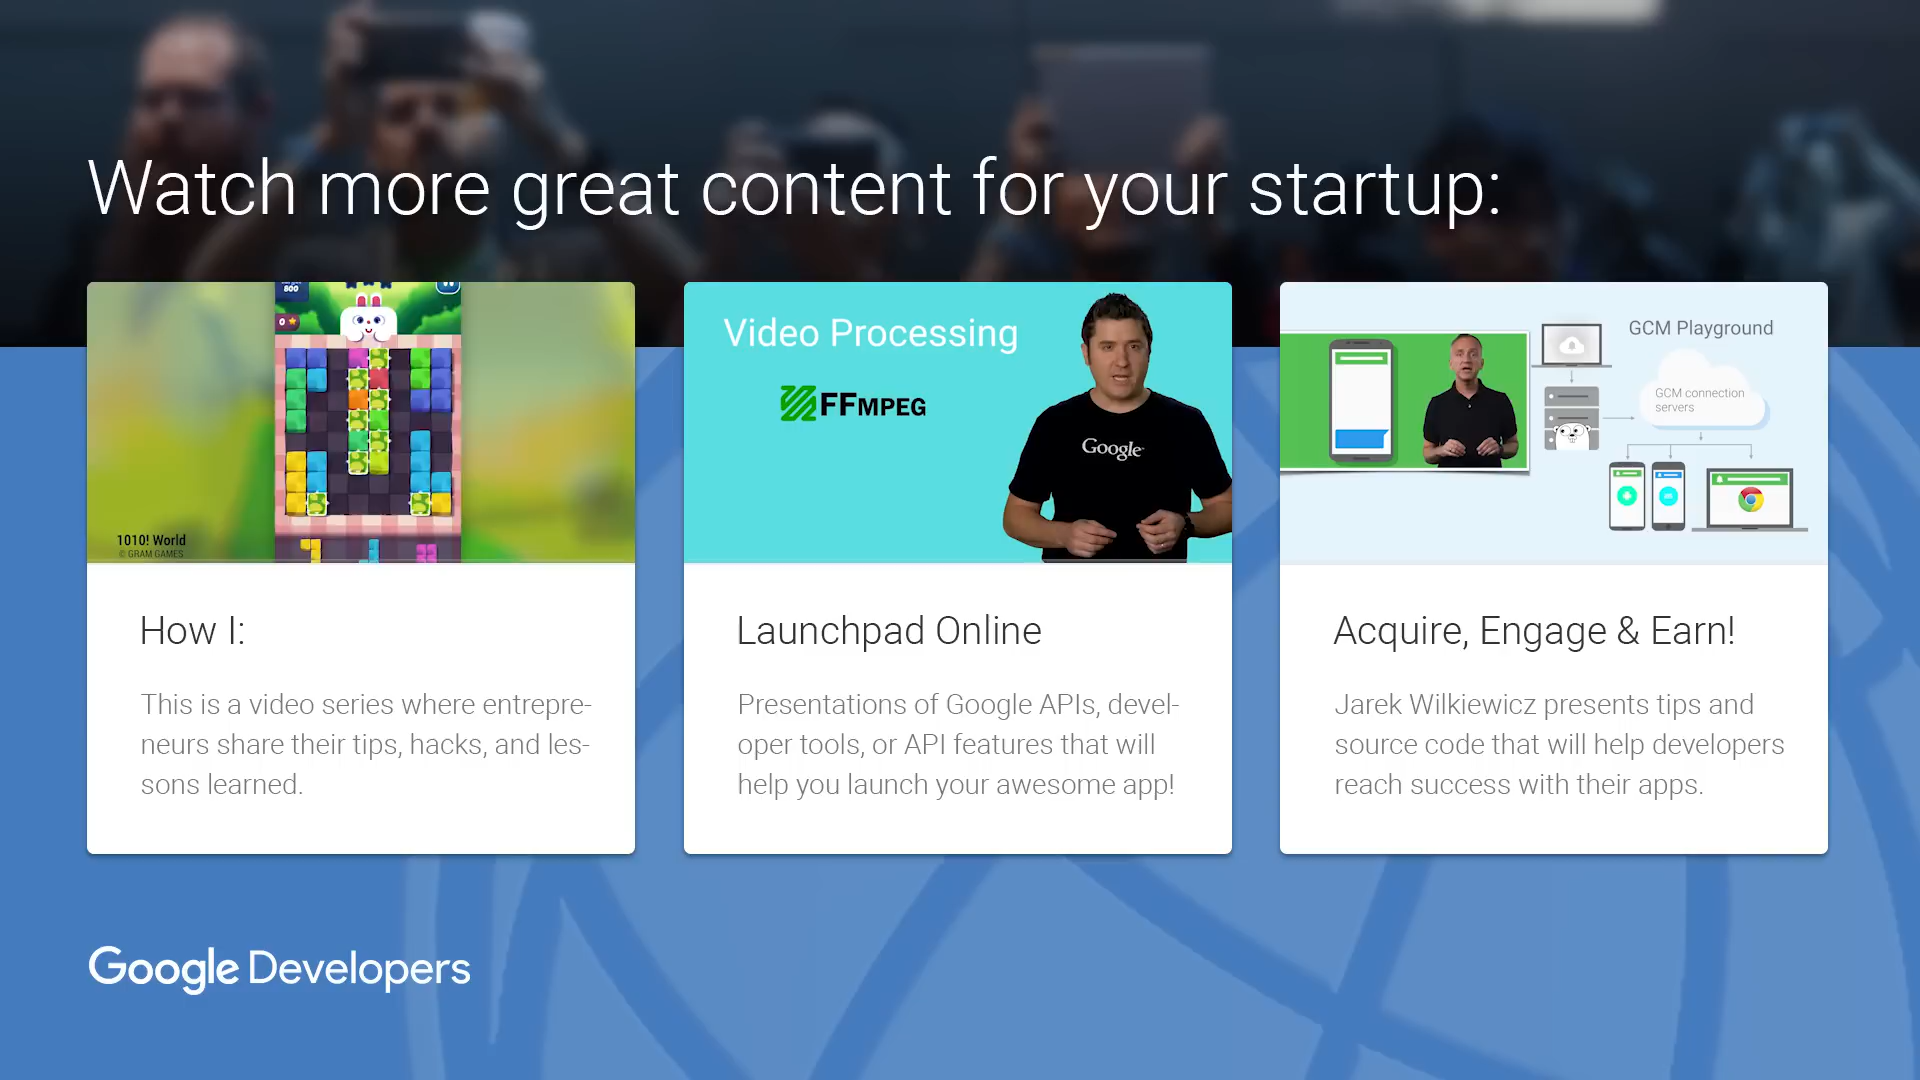 Watch more great content for your startup:
800
0
1010! World
© GRAM GAMES
How I:
This is a video series where entrepre-
neurs share their tips, hacks, and les-
sons learned.
Video Processing
FFMPEG
Google
Launchpad Online
Presentations of Google APIs, devel-
oper tools, or API features that will
help you launch your awesome app!
GCM Playground
GCM connection
servers
Acquire, Engage & Earn!
Jarek Wilkiewicz presents tips and
source code that will help developers
reach success with their apps.
Google Developers